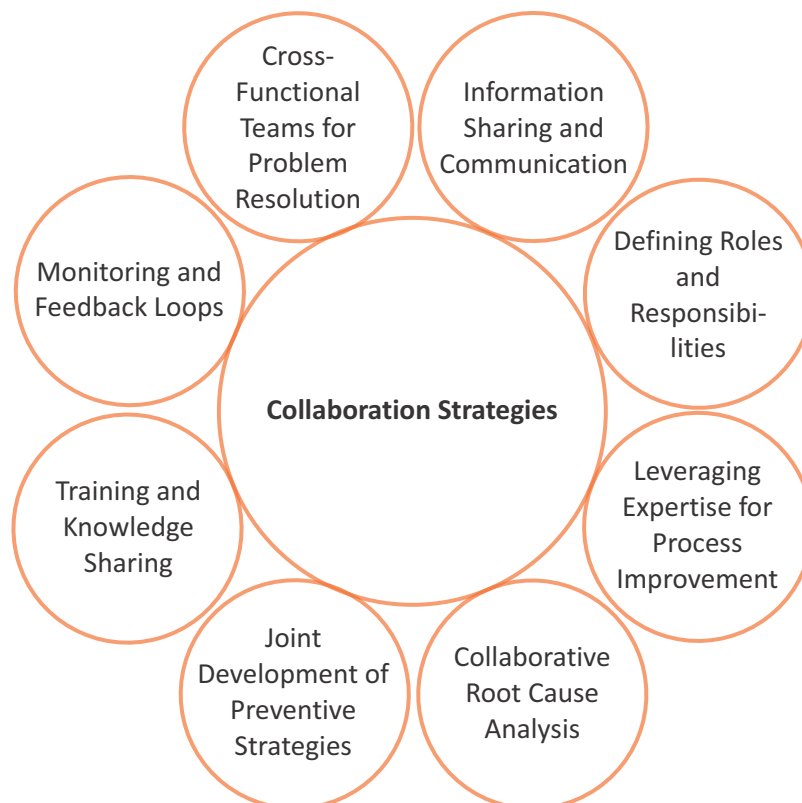 Cross-
Functional
Teams for
Problem
Resolution
Information
Sharing and
Communication
Defining Roles
and
Responsibi-
lities
Leveraging
Expertise for
Process
Improvement
Collaborative
Root Cause
Analysis
Joint
Development of
Preventive
Strategies
Training and
Knowledge
Sharing
Monitoring and
Feedback Loops
Collaboration Strategies